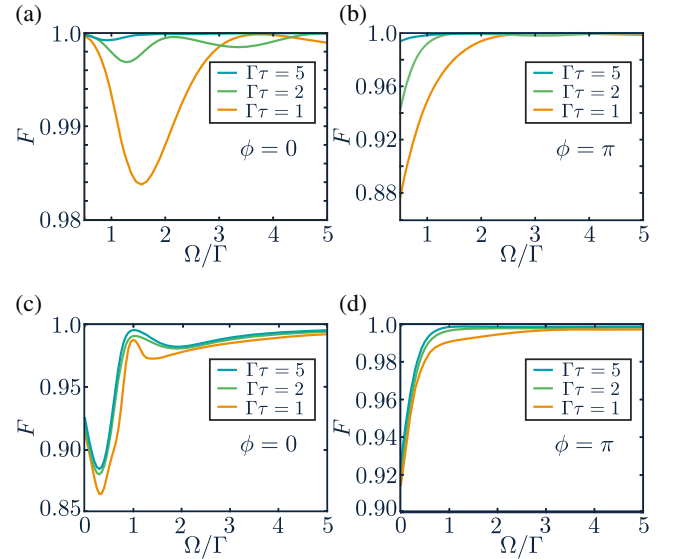 (a)
1.0
0.99
0.98
F
Γτ = 5
Γτ = 2
Γτ = 1
ϕ = 0
1 2 3 4 5
Ω/Γ
(b)
1.0
0.96
0.92
0.88
F
Γτ = 5
Γτ = 2
Γτ = 1
ϕ = π
1 2 3 4 5
Ω/Γ
(c)
1.0
0.95
0.90
0.85
F
Γτ = 5
Γτ = 2
Γτ = 1
ϕ = 0
0 1 2 3 4 5
Ω/Γ
(d)
1.0
0.98
0.96
0.94
0.92
0.90
F
Γτ = 5
Γτ = 2
Γτ = 1
ϕ = π
0 1 2 3 4 5
Ω/Γ